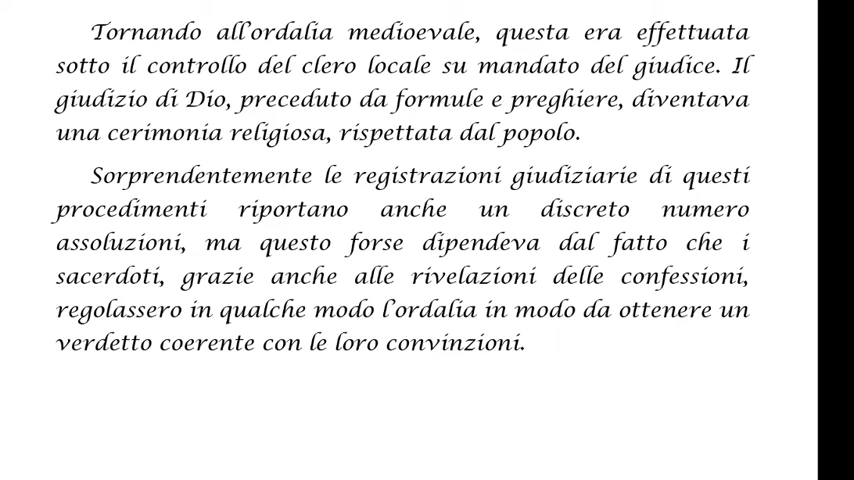 Tornando all'ordalia medioevale, questa era effettuata
sotto il controllo del clero locale su mandato del giudice. Il
giudizio di Dio, preceduto da formule e preghiere, diventava
una cerimonia religiosa, rispettata dal popolo.
Sorprendentemente le registrazioni giudiziarie di questi
procedimenti riportano anche un discreto numero
assoluzioni, ma questo forse dipendeva dal fatto che i
sacerdoti, grazie anche alle rivelazioni delle confessioni,
regolassero in qualche modo l'ordalia in modo da ottenere un
verdetto coerente con le loro convinzioni.